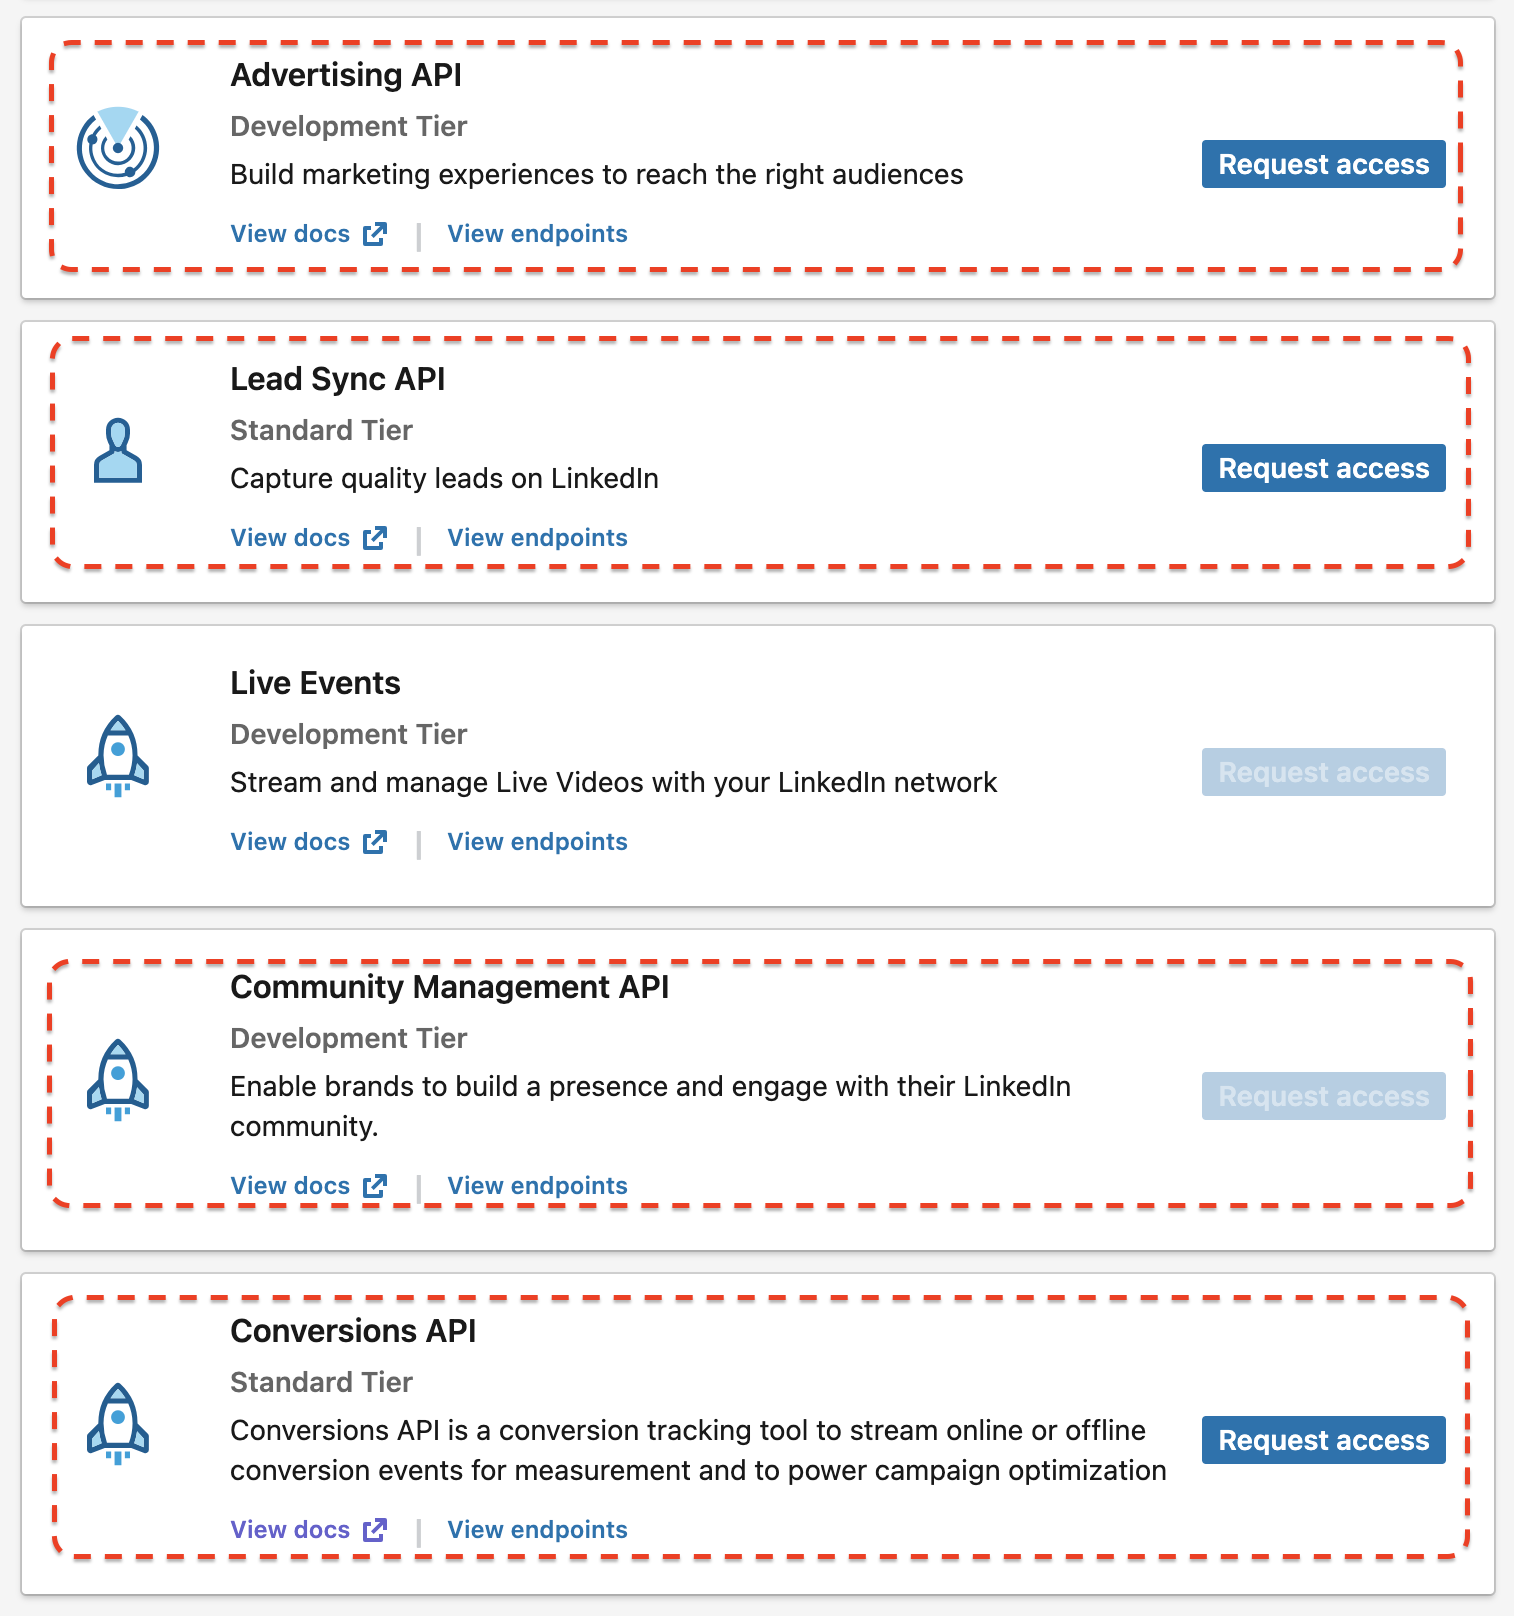 Advertising API
Development Tier
Build marketing experiences to reach the right audiences
Request access
View docs | View endpoints
Lead Sync API
Standard Tier
Capture quality leads on LinkedIn
Request access
View docs | View endpoints
Live Events
Development Tier
Stream and manage Live Videos with your LinkedIn network
Request access
View docs | View endpoints
Community Management API
Development Tier
Enable brands to build a presence and engage with their LinkedIn
community.
Request access
View docs | View endpoints
Conversions API
Standard Tier
Conversions API is a conversion tracking tool to stream online or offline
conversion events for measurement and to power campaign optimization
Request access
View docs | View endpoints